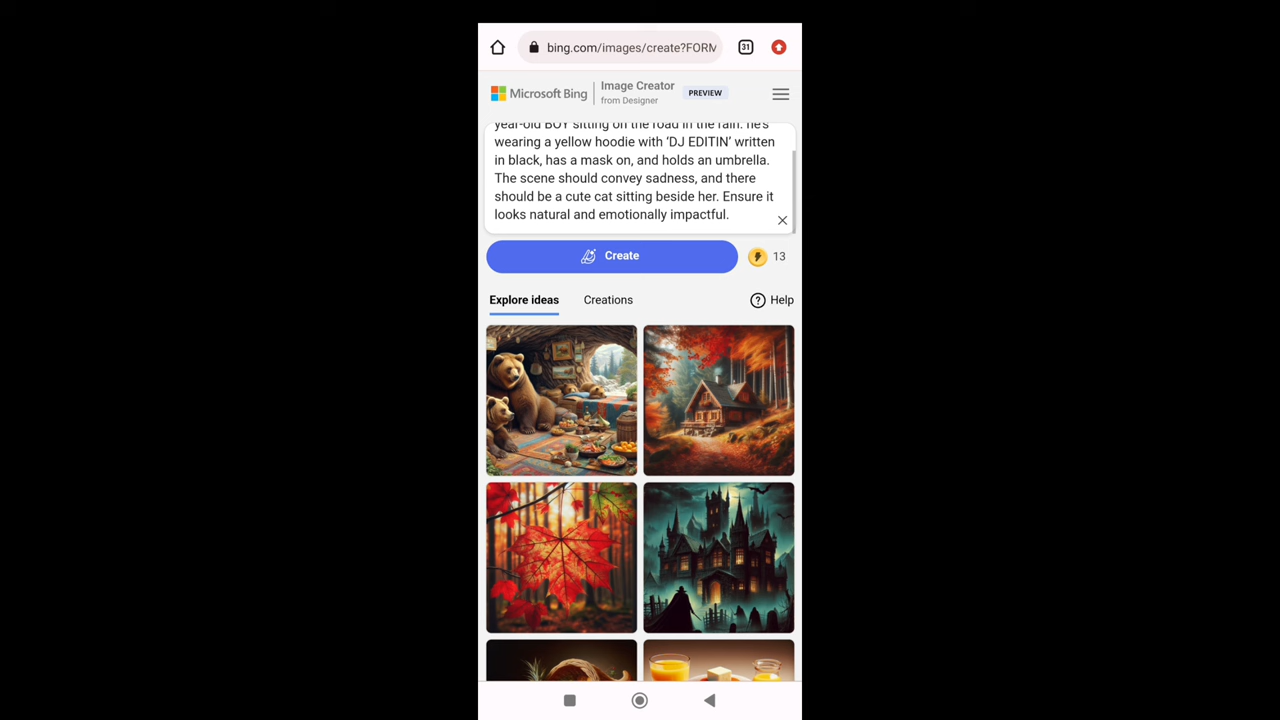 bing.com/images/create?FORM
31
Microsoft Bing
Image Creator
from Designer
PREVIEW
year-old BOY sitting on the road in the rain. he's
wearing a yellow hoodie with ‘DJ EDITIN’ written
in black, has a mask on, and holds an umbrella.
The scene should convey sadness, and there
should be a cute cat sitting beside her. Ensure it
looks natural and emotionally impactful.
Create
13
Explore ideas
Creations
Help